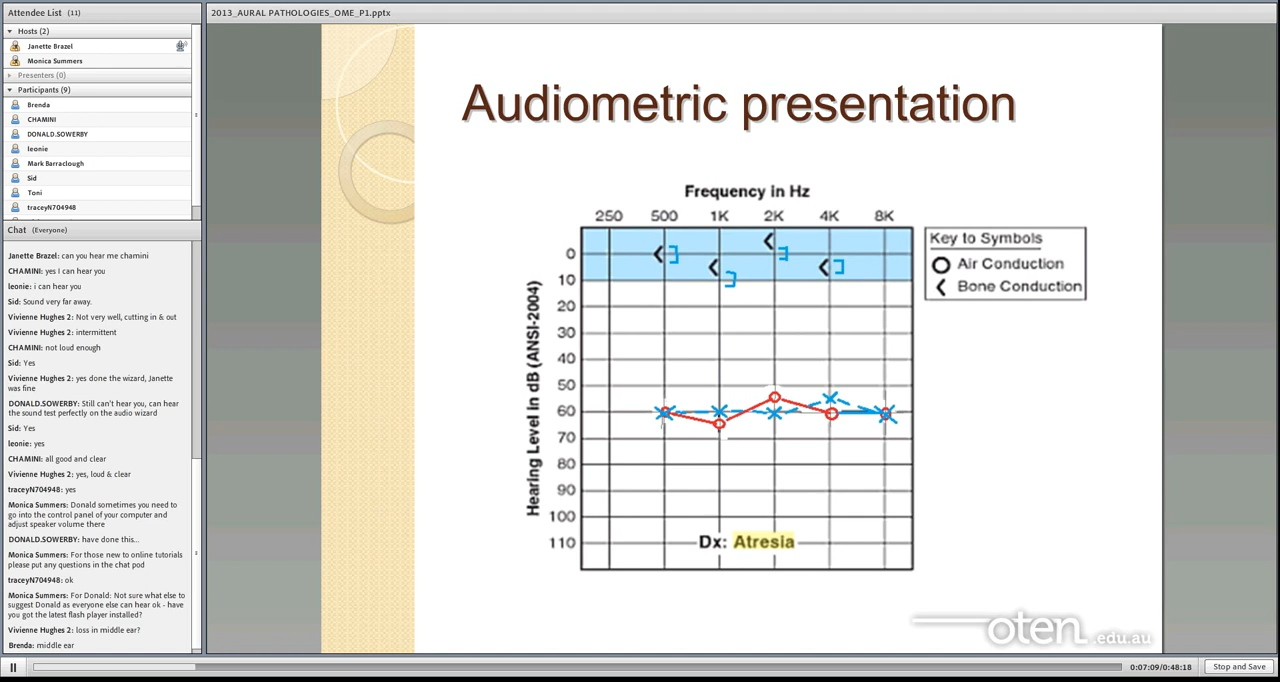 Attendee List (11)
2013_AURAL PATHOLOGIES_OME_P1.pptx
Hosts (2)
Janette Brazel
Monica Summers
Presenters (0)
Participants (9)
Brenda
CHAMINI
DONALD.SOWERBY
leonie
Mark Barraclough
Sid
Toni
traceyN704948
Chat (Everyone)
Janette Brazel: can you hear me chamini
CHAMINI: yes I can hear you
leonie: i can hear you
Sid: Sound very far away.
Vivienne Hughes 2: Not very well, cutting in & out
Vivienne Hughes 2: intermittent
CHAMINI: not loud enough
Sid: Yes
Vivienne Hughes 2: yes done the wizard, Janette
was fine
DONALD.SOWERBY: Still can't hear you, can hear
the sound test perfectly on the audio wizard
Sid: Yes
leonie: yes
CHAMINI: all good and clear
Vivienne Hughes 2: yes, loud & clear
traceyN704948: yes
Monica Summers: Donald sometimes you need to
go into the control panel of your computer and
adjust speaker volume there
DONALD.SOWERBY: have done this...
Monica Summers: For those new to online tutorials
please put any questions in the chat pod
traceyN704948: ok
Monica Summers: For Donald: Not sure what else to
suggest Donald as everyone else can hear ok - have
you got the latest flash player installed?
Vivienne Hughes 2: loss in middle ear?
Brenda: middle ear
Audiometric presentation
Frequency in Hz
250 500 1K 2K 4K 8K
Hearing Level in dB (ANSI-2004)
0
10
20
30
40
50
60
70
80
90
100
110
Dx: Atresia
Key to Symbols
Air Conduction
Bone Conduction
oten.edu.au
0:07:09/0:48:18
Stop and Save